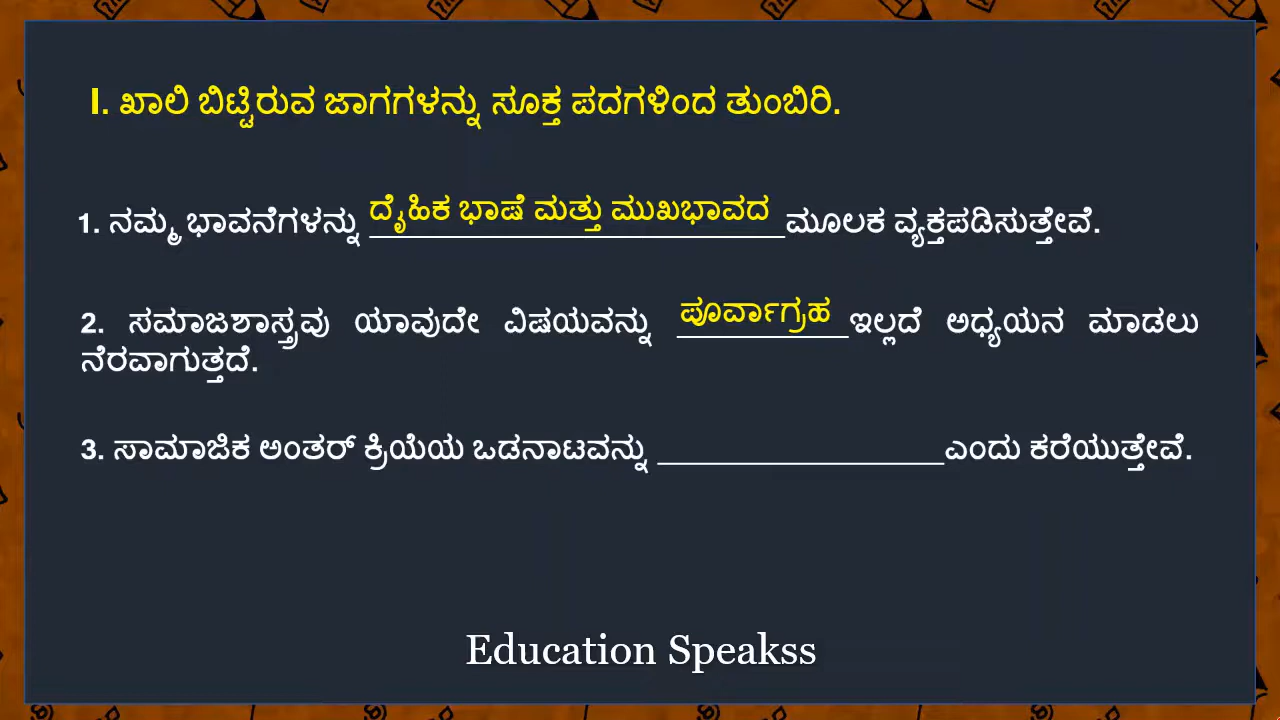 I. ಖಾಲಿ ಬಿಟ್ಟಿರುವ ಜಾಗಗಳನ್ನು ಸೂಕ್ತ ಪದಗಳಿಂದ ತುಂಬಿರಿ.
1. ನಮ್ಮ ಭಾವನೆಗಳನ್ನು ದೈಹಿಕ ಭಾಷೆ ಮತ್ತು ಮುಖಭಾವದ ಮೂಲಕ ವ್ಯಕ್ತಪಡಿಸುತ್ತೇವೆ.
2. ಸಮಾಜಶಾಸ್ತ್ರವು ಯಾವುದೇ ವಿಷಯವನ್ನು ಪೂರ್ವಾಗ್ರಹ ಇಲ್ಲದೆ ಅಧ್ಯಯನ ಮಾಡಲು
ನೆರವಾಗುತ್ತದೆ.
3. ಸಾಮಾಜಿಕ ಅಂತರ್ ಕ್ರಿಯೆಯ ಒಡನಾಟವನ್ನು ________________ ಎಂದು ಕರೆಯುತ್ತೇವೆ.
Education Speakss